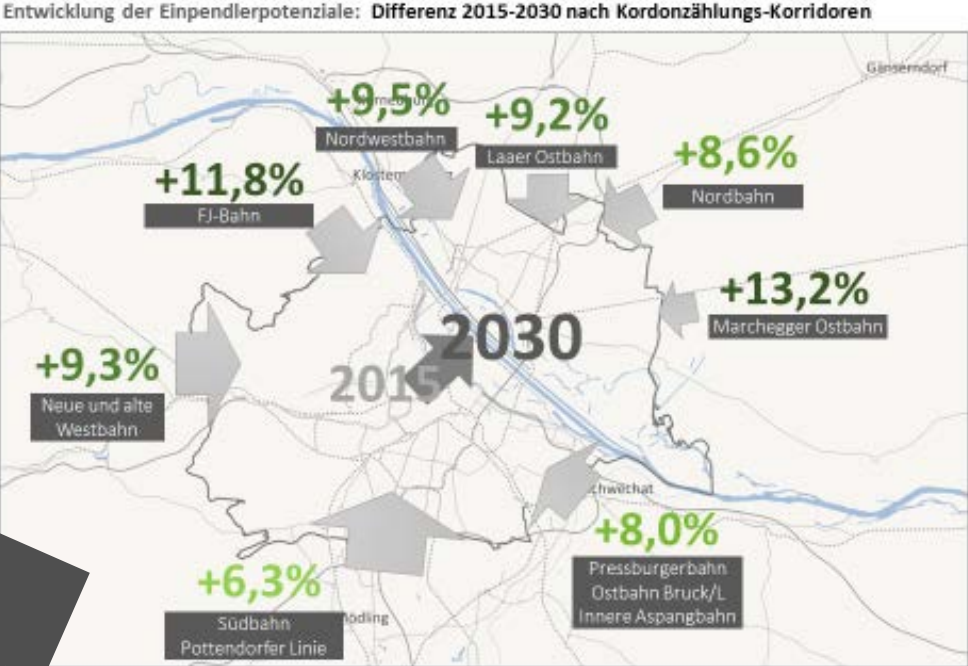 Entwicklung der Einpendlerpotenziale: Differenz 2015-2030 nach Kordonzählungs-Korridoren
Gänserndorf
+9,5%
Nordwestbahn
+9,2%
Laaer Ostbahn
+8,6%
Nordbahn
+11,8%
FJ-Bahn
+13,2%
Marchegger Ostbahn
2030
2015
+9,3%
Neue und alte
Westbahn
chwechat
+8,0%
Pressburgerbahn
Ostbahn Bruck/L
Innere Aspangbahn
+6,3%
Südbahn
Pottendorfer Linie
ödling